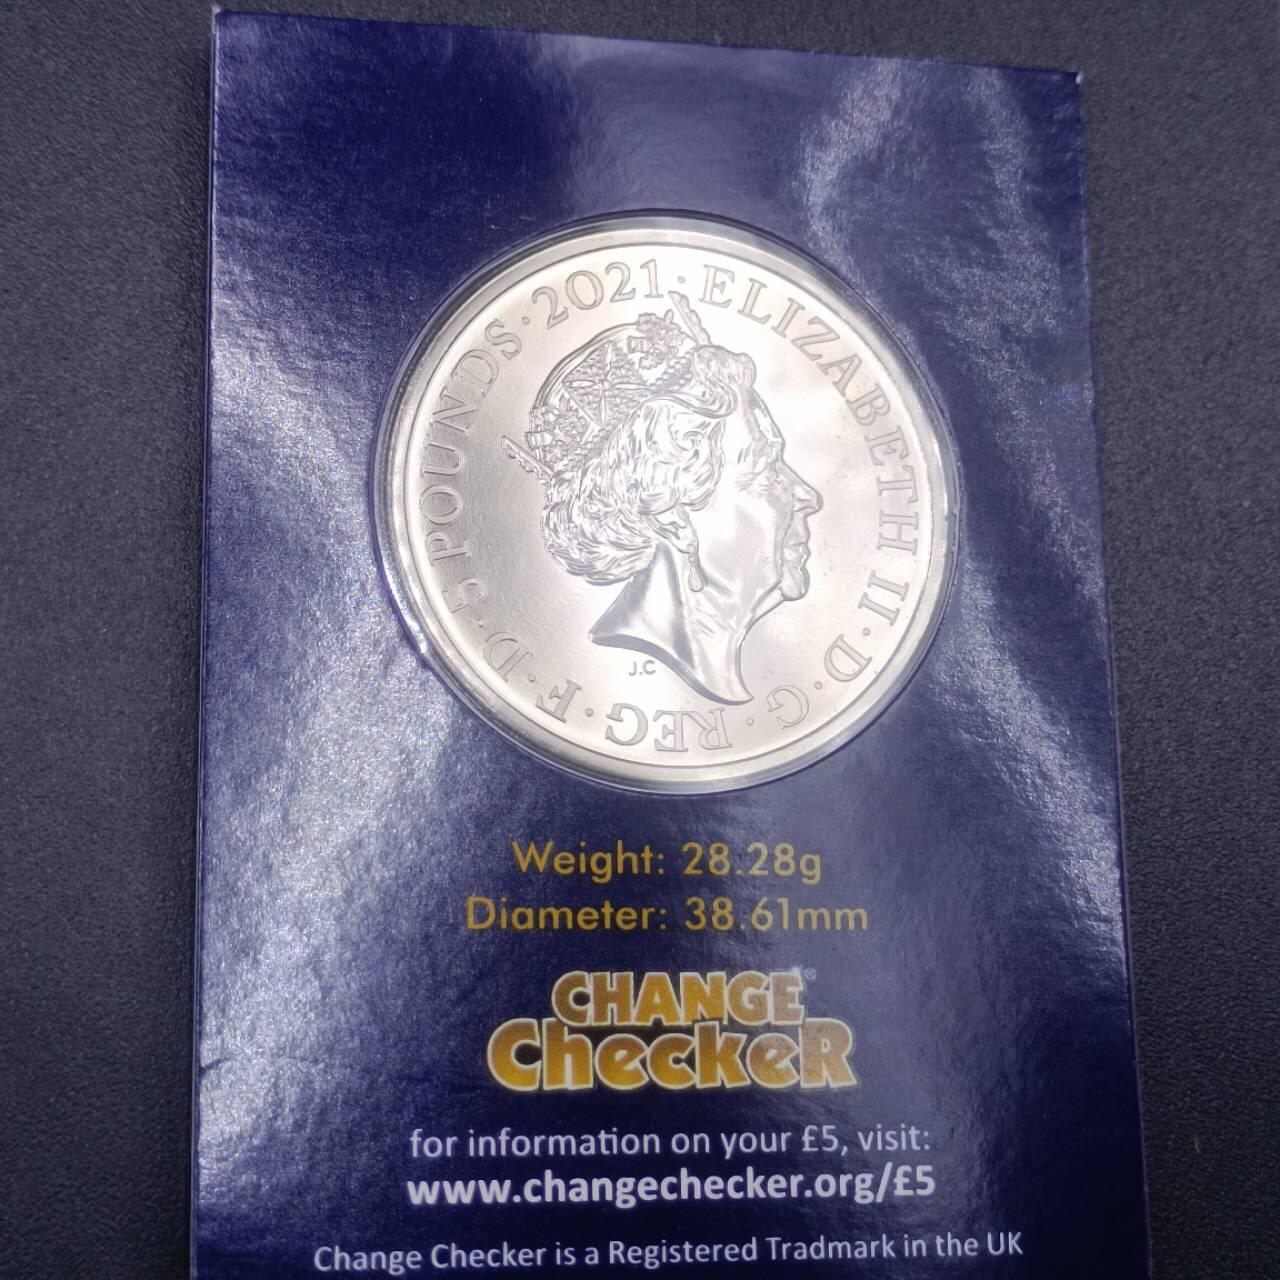 · ELIZABETH II · D · G · REG · F · D · 5 POUNDS · 2021
J.C
Weight: 28.28g
Diameter: 38.61mm
CHANGE®
CheckeR
for information on your £5, visit:
www.changechecker.org/£5
Change Checker is a Registered Tradmark in the UK